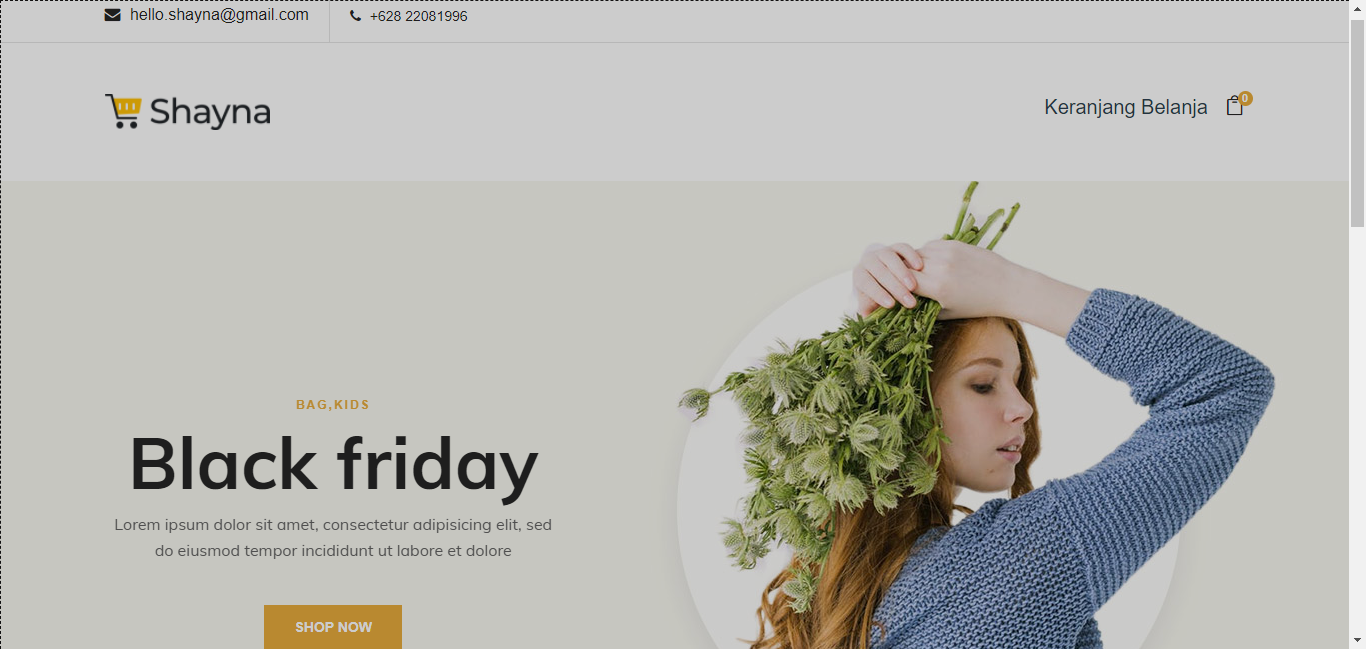 hello.shayna@gmail.com
+628 22081996
Shayna
Keranjang Belanja 0
BAG,KIDS
Black friday
Lorem ipsum dolor sit amet, consectetur adipisicing elit, sed
do eiusmod tempor incididunt ut labore et dolore
SHOP NOW